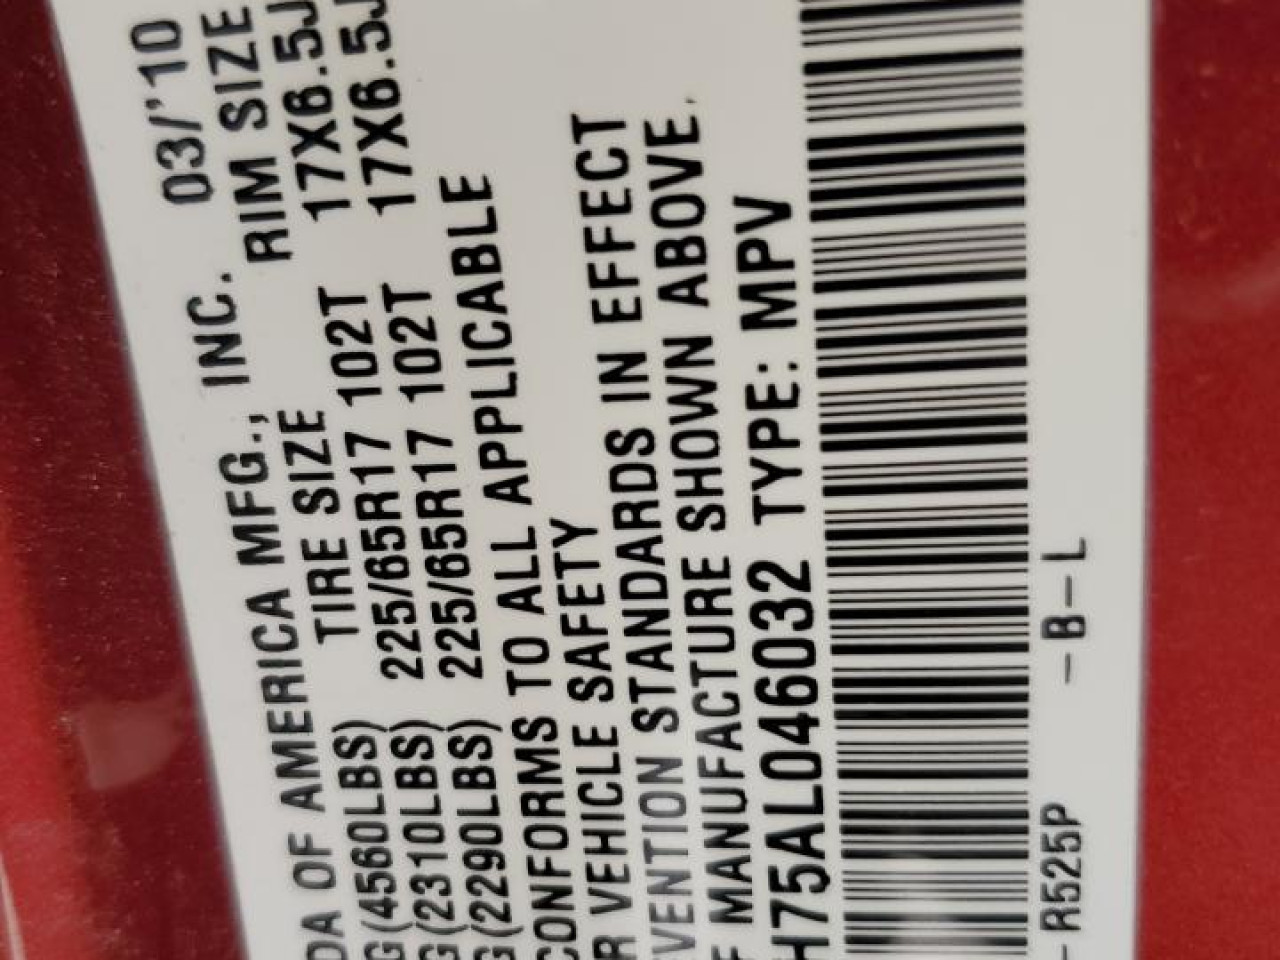 DA OF AMERICA MFG., INC. 03/'10
TIRE SIZE RIM SIZE
G(4560LBS) 225/65R17 102T 17X6.5J
G(2310LBS) 225/65R17 102T 17X6.5J
G(2290LBS)
CONFORMS TO ALL APPLICABLE
R VEHICLE SAFETY
VENTION STANDARDS IN EFFECT
F MANUFACTURE SHOWN ABOVE.
H75AL046032 TYPE: MPV
-R525P -B-L